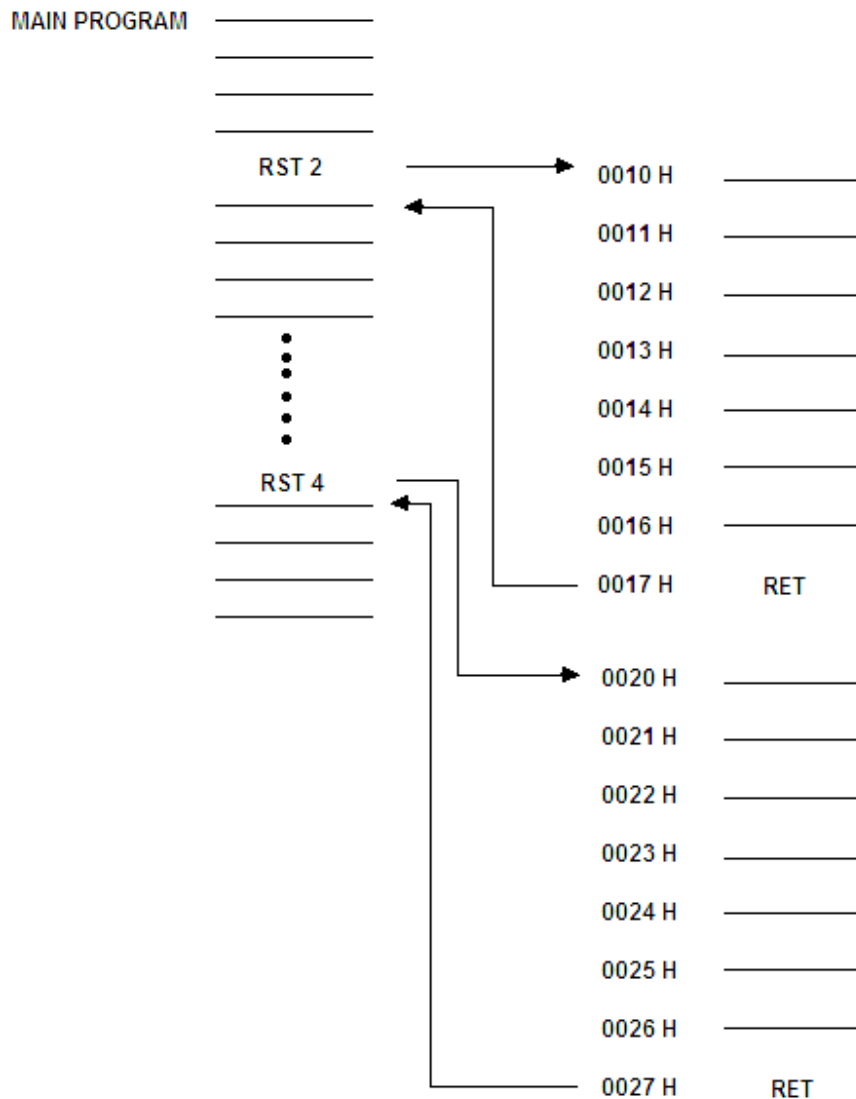 MAIN PROGRAM
RST 2
0010 H
0011 H
0012 H
0013 H
0014 H
RST 4
0015 H
0016 H
0017 H RET
0020 H
0021 H
0022 H
0023 H
0024 H
0025 H
0026 H
0027 H RET